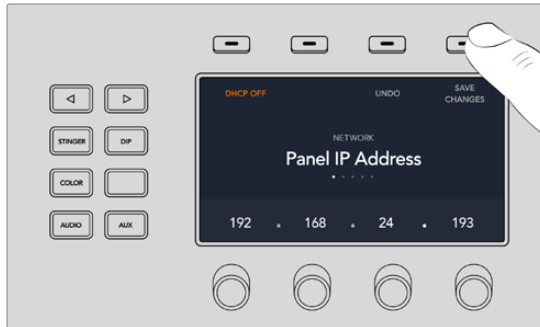 DHCP OFF
UNDO
SAVE
CHANGES
NETWORK
Panel IP Address
192 . 168 . 24 . 193
STINGER
DIP
COLOR
AUDIO
AUX